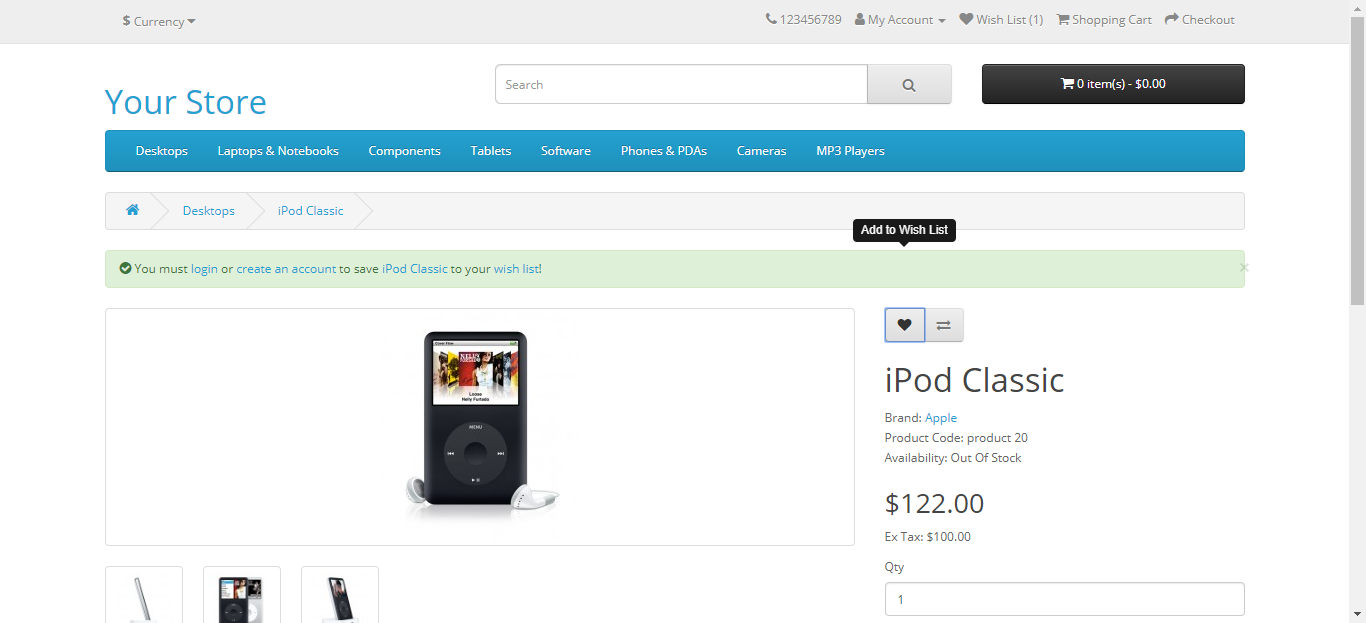 $ Currency
123456789 My Account Wish List (1) Shopping Cart Checkout
Your Store
Search
0 item(s) - $0.00
Desktops Laptops & Notebooks Components Tablets Software Phones & PDAs Cameras MP3 Players
Desktops iPod Classic
Add to Wish List
You must login or create an account to save iPod Classic to your wish list!
×
iPod Classic
Brand: Apple
Product Code: product 20
Availability: Out Of Stock
$122.00
Ex Tax: $100.00
Qty
1
Cover Flow
NELLY FURTADO
Loose
Nelly Furtado
MENU